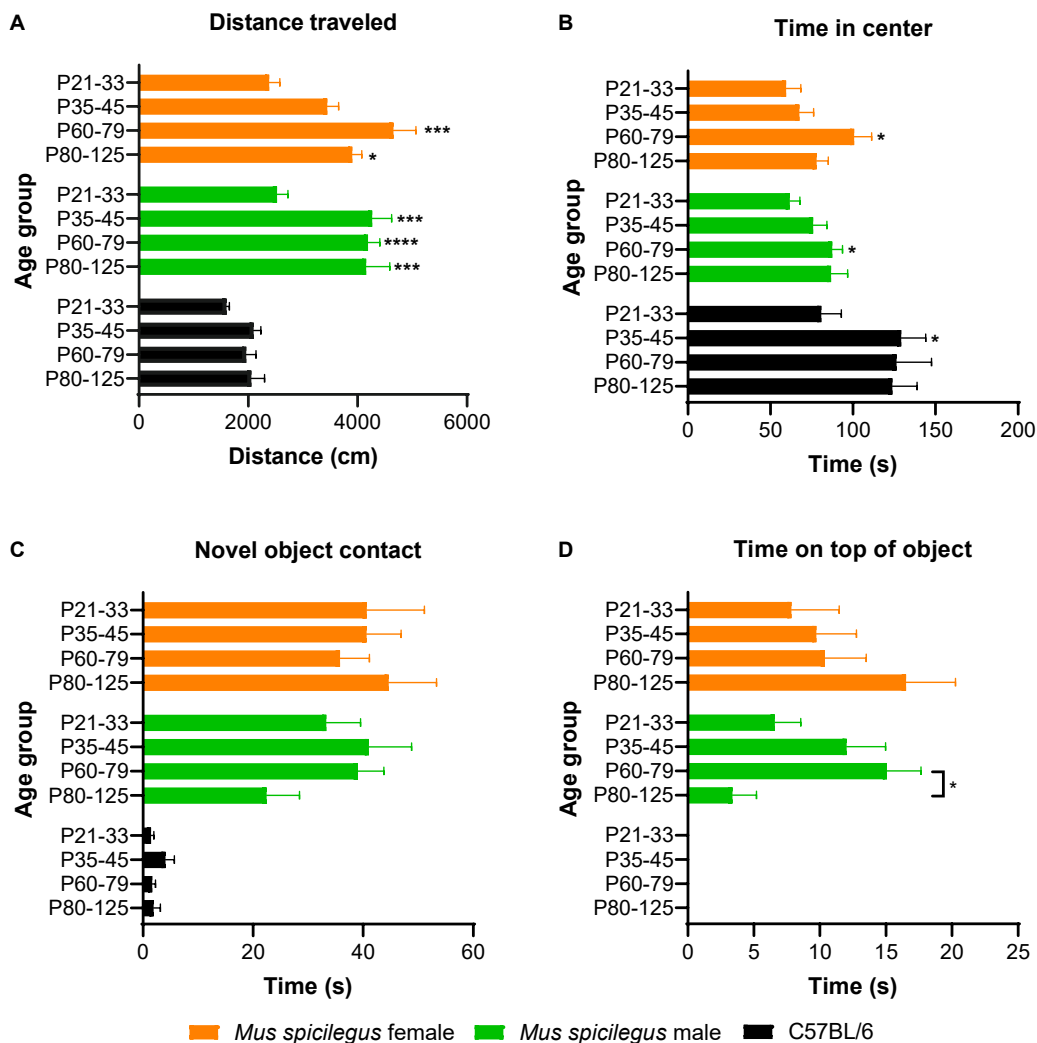 A
Distance traveled
Age group
P21-33
P35-45
P60-79
***
P80-125
*
P21-33
P35-45
***
P60-79
****
P80-125
***
P21-33
P35-45
P60-79
P80-125
0 2000 4000 6000
Distance (cm)
B
Time in center
Age group
P21-33
P35-45
P60-79
*
P80-125
P21-33
P35-45
P60-79
*
P80-125
P21-33
P35-45
*
P60-79
P80-125
0 50 100 150 200
Time (s)
C
Novel object contact
Age group
P21-33
P35-45
P60-79
P80-125
P21-33
P35-45
P60-79
P80-125
P21-33
P35-45
P60-79
P80-125
0 20 40 60
Time (s)
D
Time on top of object
Age group
P21-33
P35-45
P60-79
P80-125
P21-33
P35-45
P60-79
P80-125
*
P21-33
P35-45
P60-79
P80-125
0 5 10 15 20 25
Time (s)
Mus spicilegus female Mus spicilegus male C57BL/6